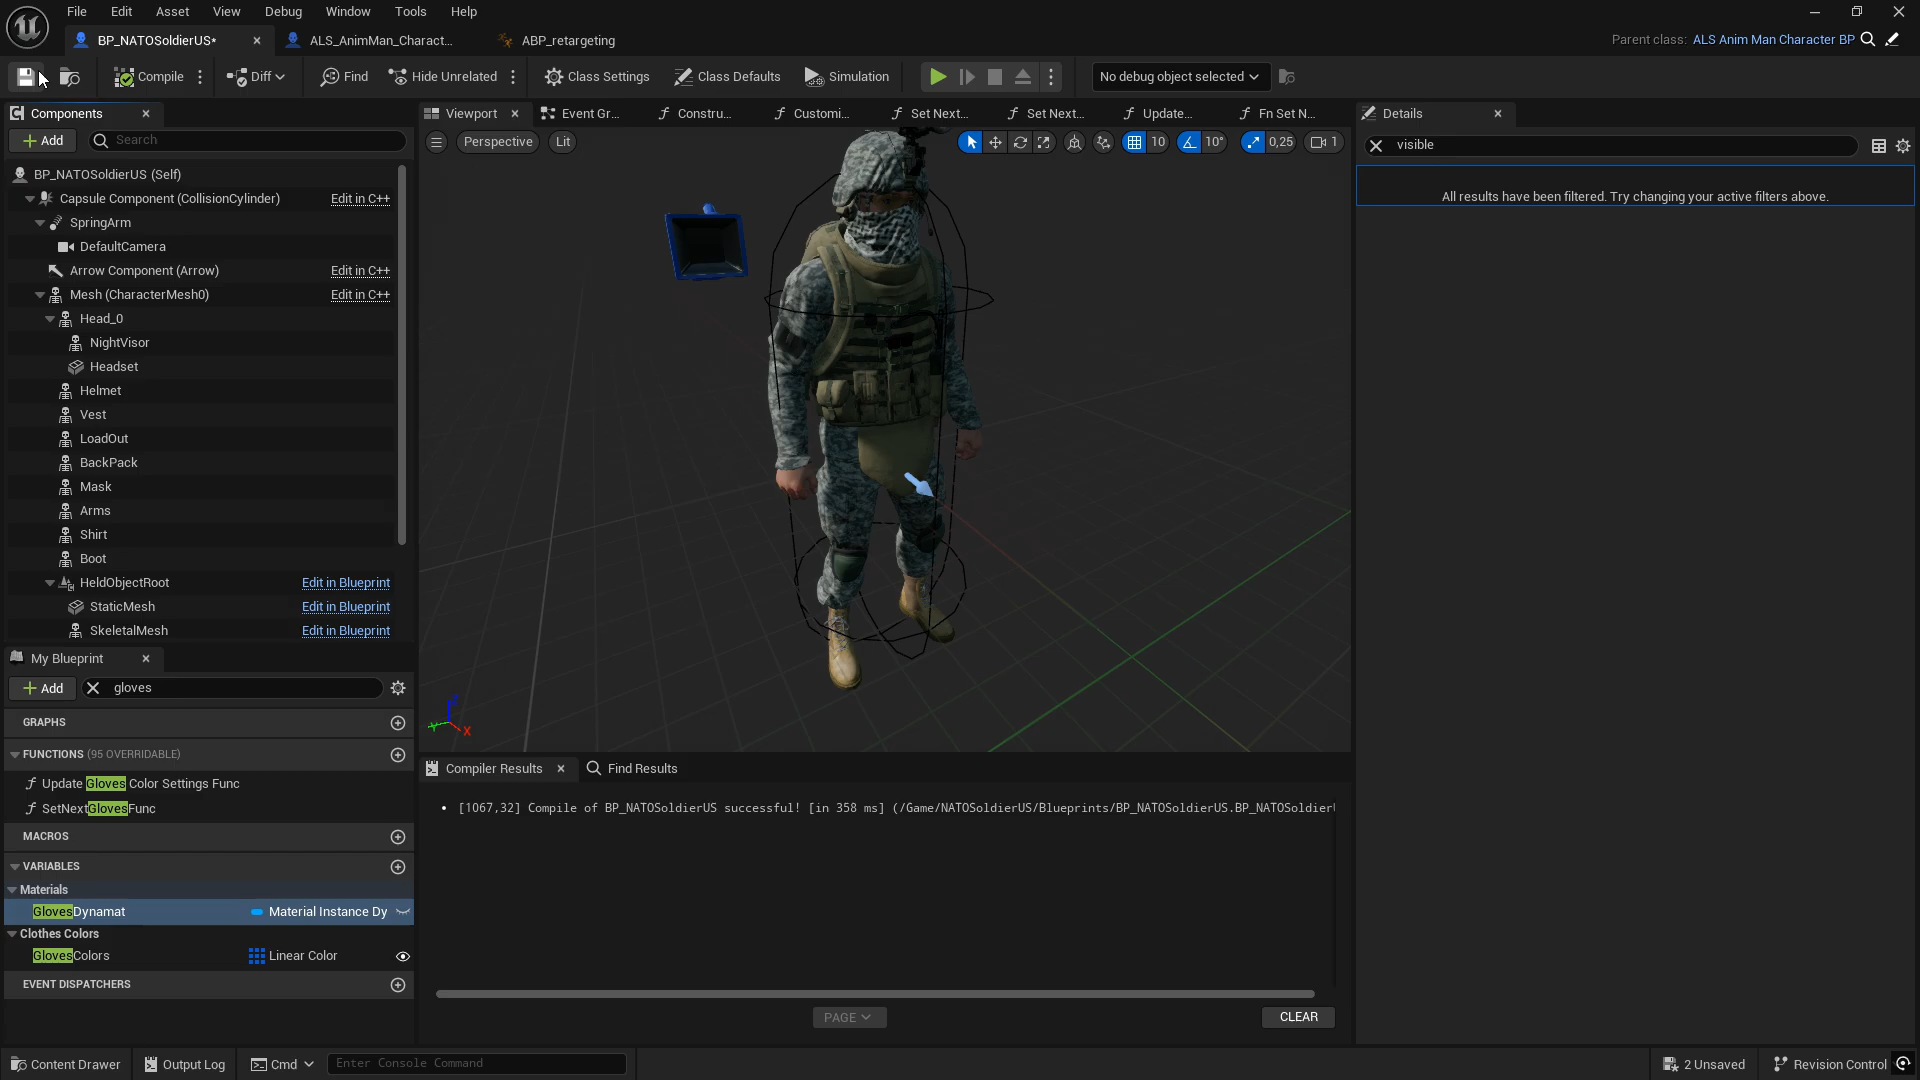 File Edit Asset View Debug Window Tools Help
BP_NATOSoldierUS* ALS_AnimMan_Charact... ABP_retargeting
Parent class: ALS Anim Man Character BP
Compile Diff Find Hide Unrelated Class Settings Class Defaults Simulation No debug object selected
Components
Add Search
BP_NATOSoldierUS (Self)
Capsule Component (CollisionCylinder) Edit in C++
SpringArm
DefaultCamera
Arrow Component (Arrow) Edit in C++
Mesh (CharacterMesh0) Edit in C++
Head_0
NightVisor
Headset
Helmet
Vest
LoadOut
BackPack
Mask
Arms
Shirt
Boot
HeldObjectRoot Edit in Blueprint
StaticMesh Edit in Blueprint
SkeletalMesh Edit in Blueprint
My Blueprint
Add gloves
GRAPHS
FUNCTIONS (95 OVERRIDABLE)
Update Gloves Color Settings Func
SetNextGlovesFunc
MACROS
VARIABLES
Materials
GlovesDynamat Material Instance Dy
Clothes Colors
GlovesColors Linear Color
EVENT DISPATCHERS
Viewport Event Gr... Constru... Customi... Set Next... Set Next... Update... Fn Set N...
Perspective Lit 10 10° 0,25 1
Z
Y X
Compiler Results Find Results
[1067,32] Compile of BP_NATOSoldierUS successful! [in 358 ms] (/Game/NATOSoldierUS/Blueprints/BP_NATOSoldierUS.BP_NATOSoldier
PAGE CLEAR
Details
visible
All results have been filtered. Try changing your active filters above.
Content Drawer Output Log Cmd Enter Console Command 2 Unsaved Revision Control